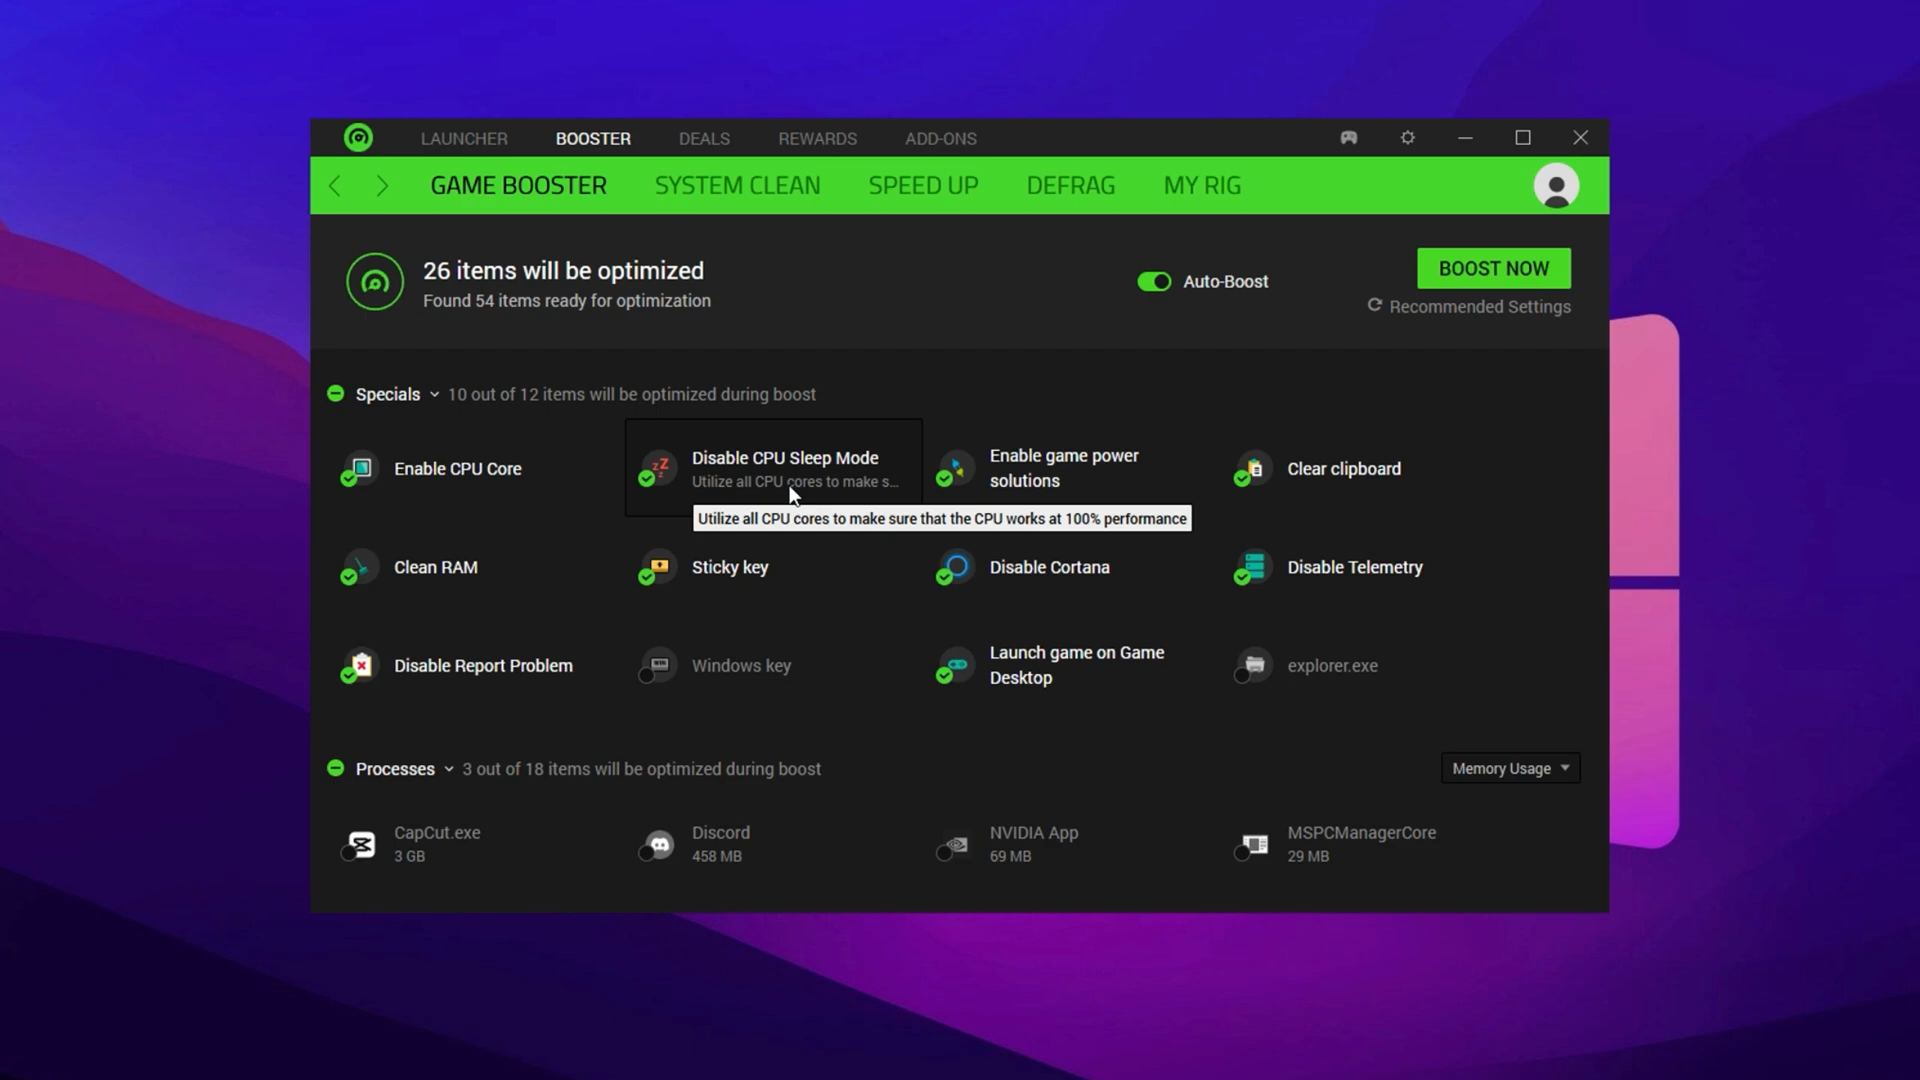 LAUNCHER BOOSTER DEALS REWARDS ADD-ONS
GAME BOOSTER SYSTEM CLEAN SPEED UP DEFRAG MY RIG
26 items will be optimized
Found 54 items ready for optimization
Auto-Boost
BOOST NOW
Recommended Settings
Specials 10 out of 12 items will be optimized during boost
Enable CPU Core
Disable CPU Sleep Mode
Utilize all CPU cores to make s...
Enable game power
solutions
Clear clipboard
Utilize all CPU cores to make sure that the CPU works at 100% performance
Clean RAM
Sticky key
Disable Cortana
Disable Telemetry
Disable Report Problem
Windows key
Launch game on Game
Desktop
explorer.exe
Processes 3 out of 18 items will be optimized during boost
Memory Usage
CapCut.exe
3 GB
Discord
458 MB
NVIDIA App
69 MB
MSPCManagerCore
29 MB